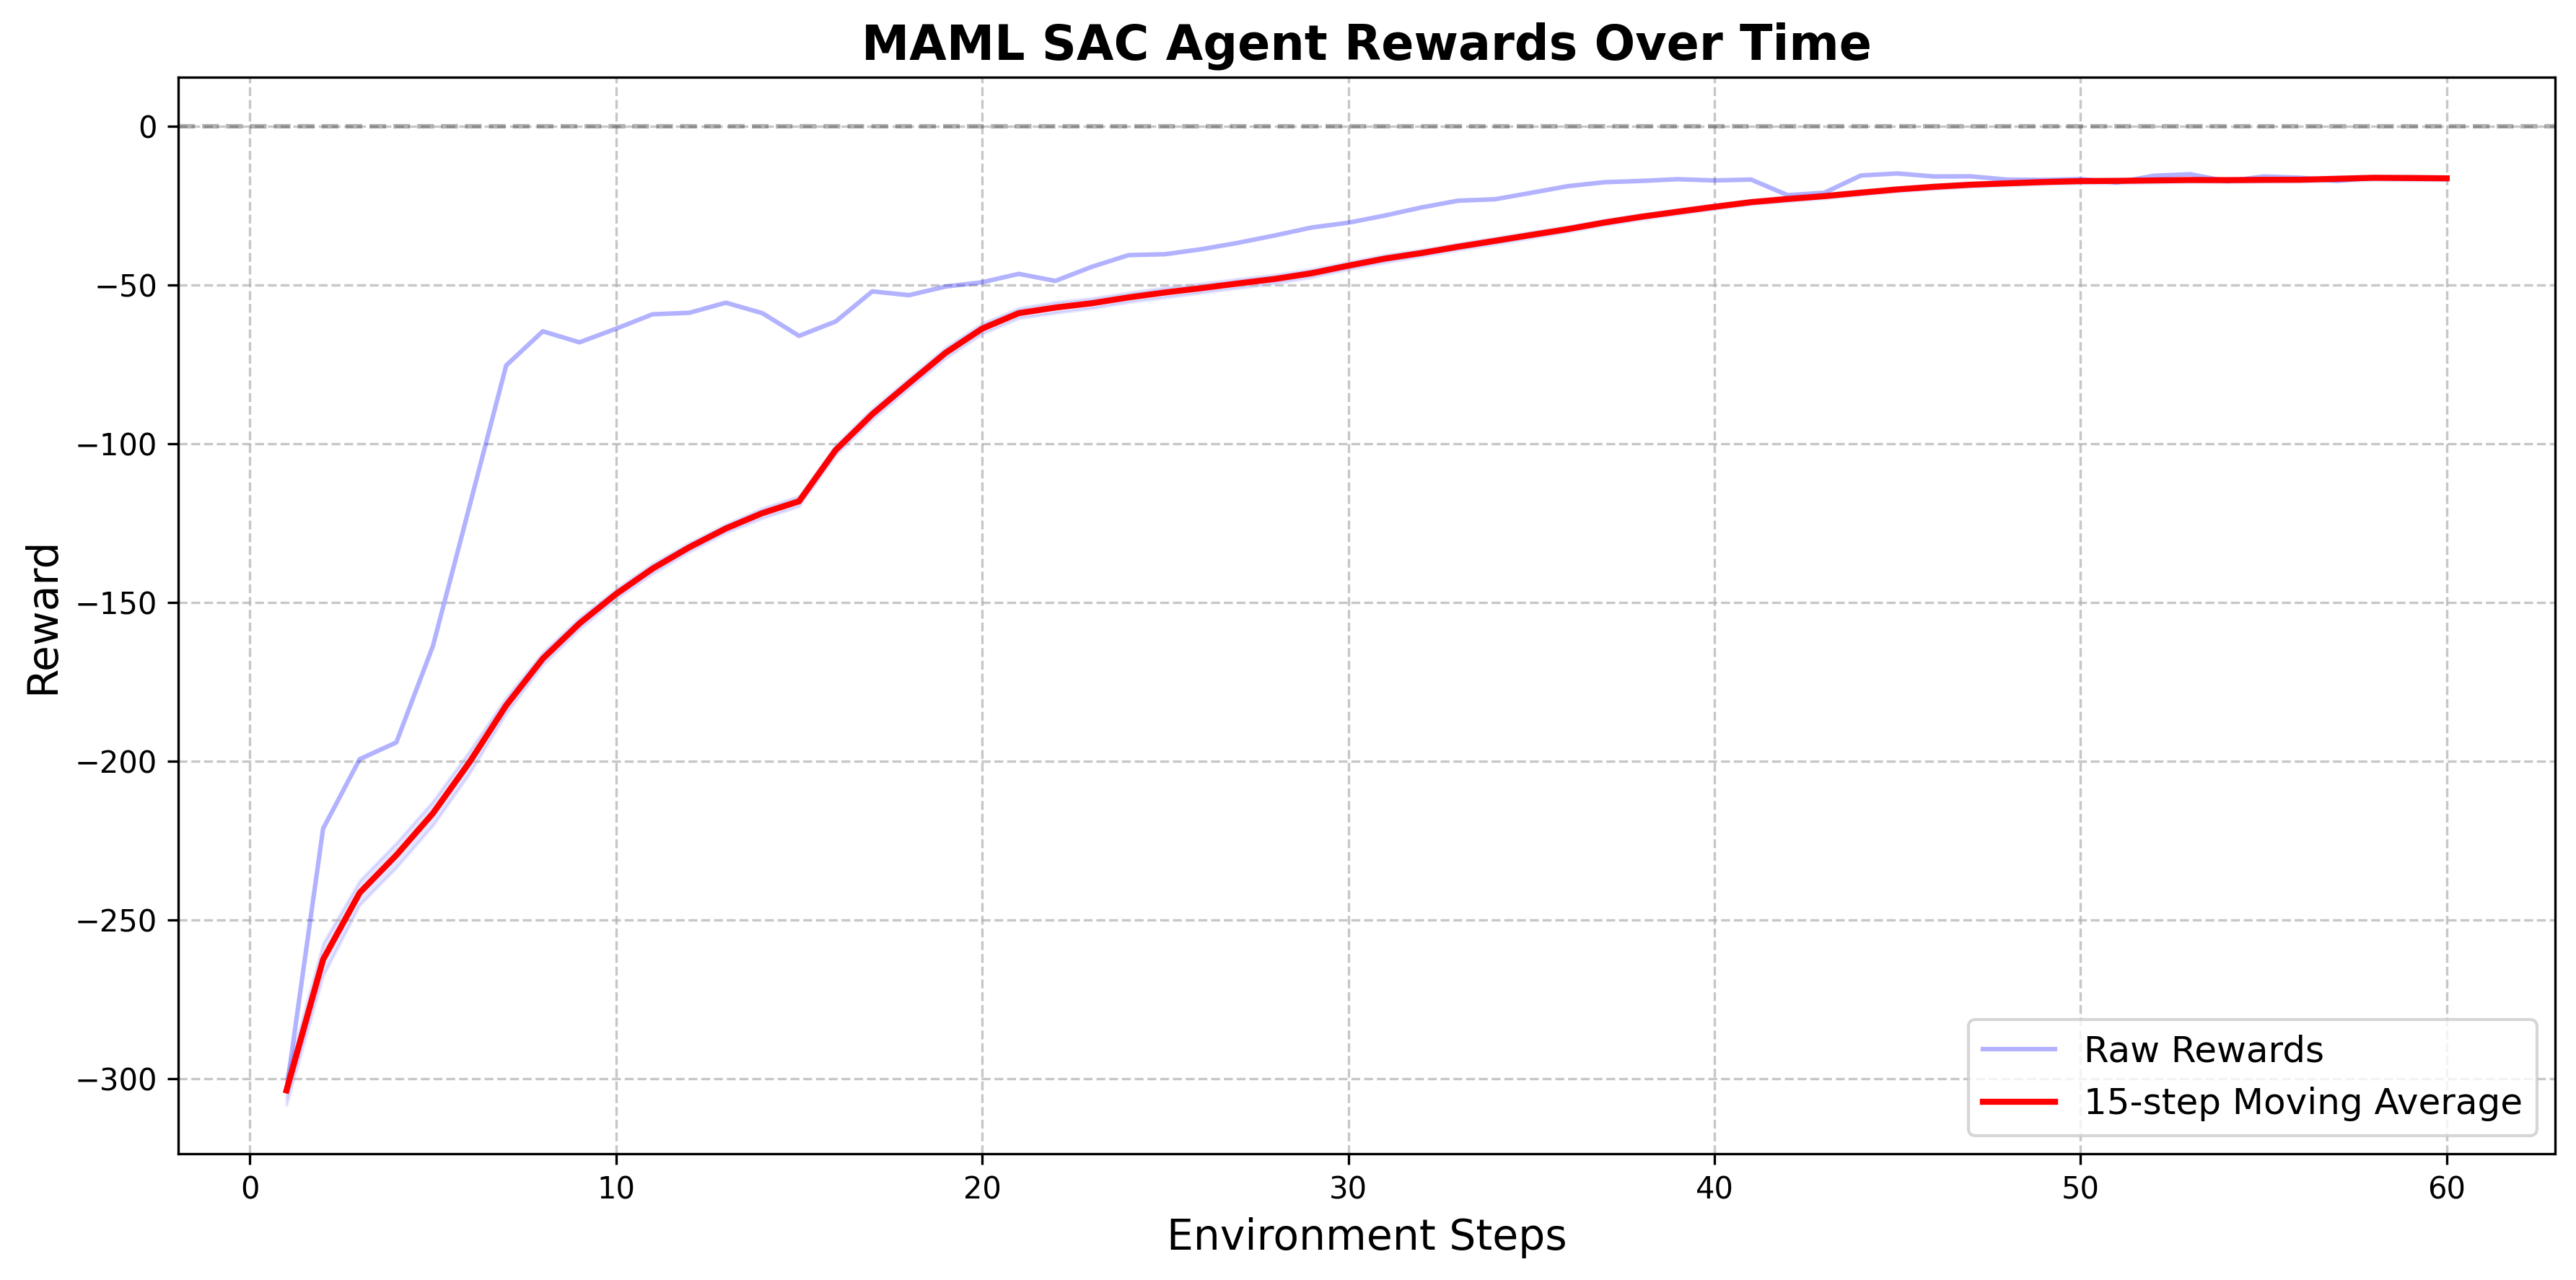 MAML SAC Agent Rewards Over Time
Reward
0
−50
−100
−150
−200
−250
−300
0 10 20 30 40 50 60
Environment Steps
Raw Rewards
15-step Moving Average